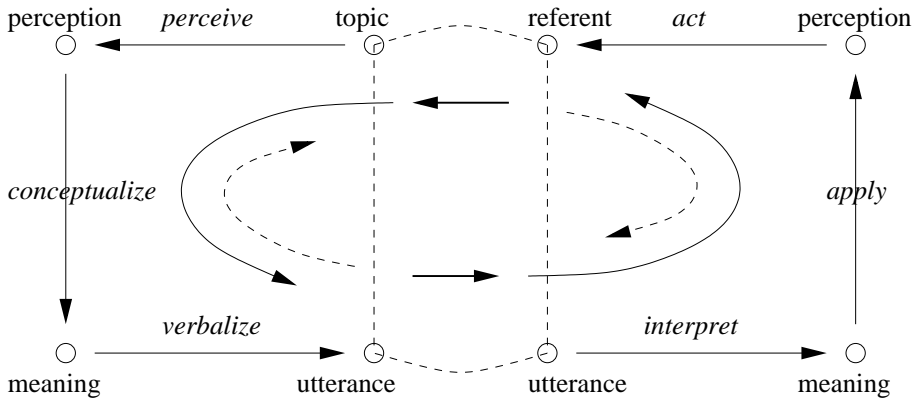 perception perceive topic referent act perception
conceptualize apply
verbalize interpret
meaning utterance utterance meaning